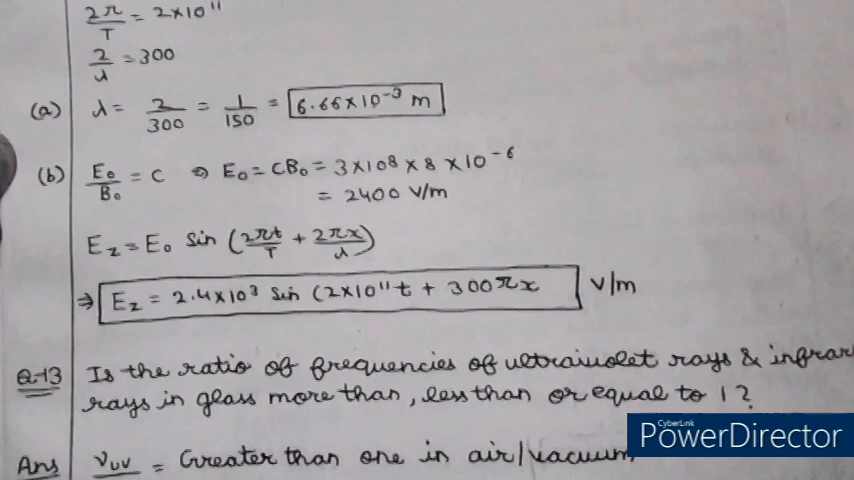 2π/T = 2×10¹¹
2/λ = 300
(a) λ = 2/300 = 1/150 = 6.66×10⁻³ m
(b) E₀/B₀ = C ⇒ E₀ = CB₀ = 3×10⁸ × 8 × 10⁻⁶
= 2400 V/m
E_z = E₀ sin (2πt/T + 2πx/λ)
⇒ E_z = 2.4×10³ sin (2×10¹¹t + 300πx V/m
Q-13 Is the ratio of frequencies of ultraviolet rays & infrar
rays in glass more than, less than or equal to 1?
CyberLink
PowerDirector
Ans ν_UV = Greater than one in air/vacuum